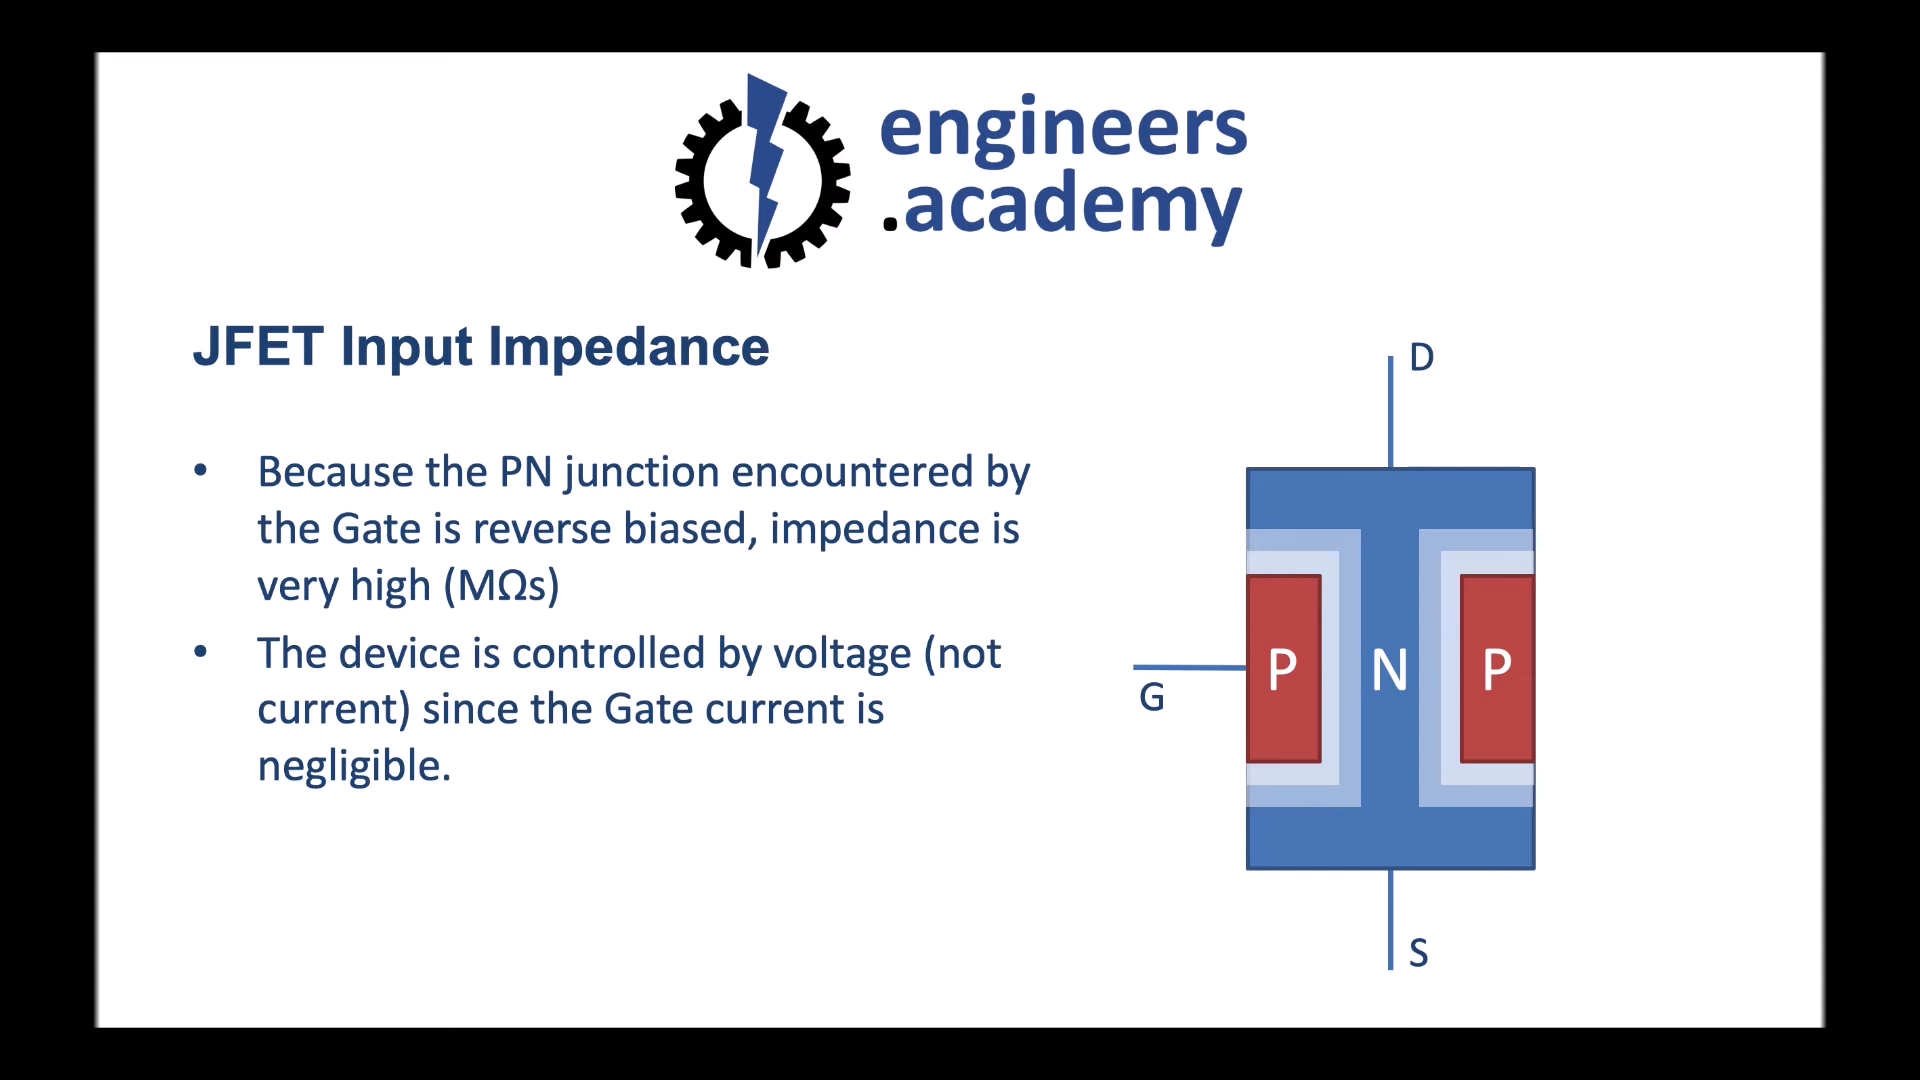 engineers
.academy
JFET Input Impedance
• Because the PN junction encountered by
the Gate is reverse biased, impedance is
very high (MΩs)
• The device is controlled by voltage (not
current) since the Gate current is
negligible.
D
P N P
G
S